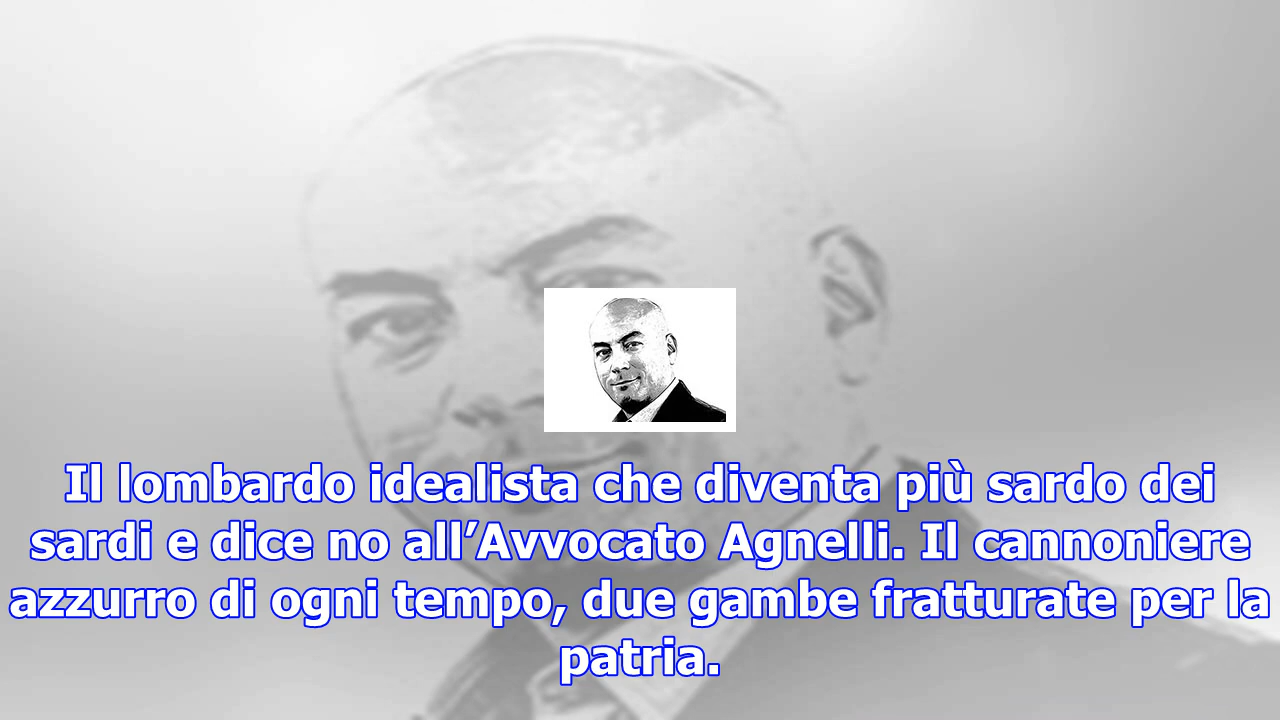 Il lombardo idealista che diventa più sardo dei
sardi e dice no all’Avvocato Agnelli. Il cannoniere
azzurro di ogni tempo, due gambe fratturate per la
patria.